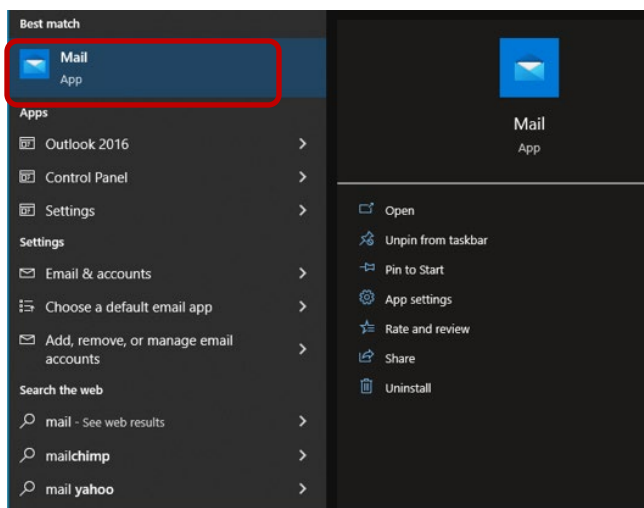 Best match
Mail
App
Apps
Outlook 2016
Control Panel
Settings
Settings
Email & accounts
Choose a default email app
Add, remove, or manage email
accounts
Search the web
mail - See web results
mailchimp
mail yahoo
Mail
App
Open
Unpin from taskbar
Pin to Start
App settings
Rate and review
Share
Uninstall